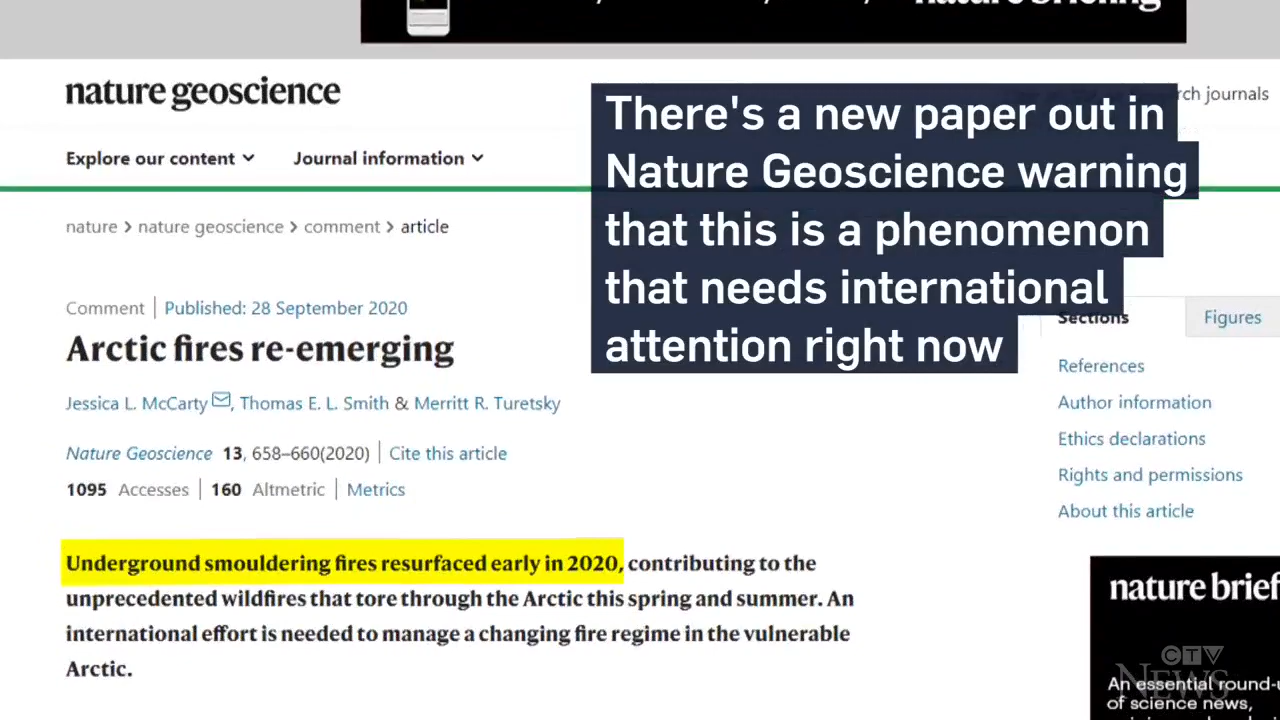 nature briefing
nature geoscience
There's a new paper out in
Nature Geoscience warning
that this is a phenomenon
that needs international
attention right now
journals
Explore our content
Journal information
nature > nature geoscience > comment > article
Comment | Published: 28 September 2020
Arctic fires re-emerging
Sections
Figures
Jessica L. McCarty, Thomas E. L. Smith & Merritt R. Turetsky
References
Author information
Nature Geoscience 13, 658–660(2020) | Cite this article
Ethics declarations
1095 Accesses | 160 Altmetric | Metrics
Rights and permissions
About this article
Underground smouldering fires resurfaced early in 2020, contributing to the
unprecedented wildfires that tore through the Arctic this spring and summer. An
international effort is needed to manage a changing fire regime in the vulnerable
Arctic.
nature brief
CTV
NEWS
An essential round-
of science news,